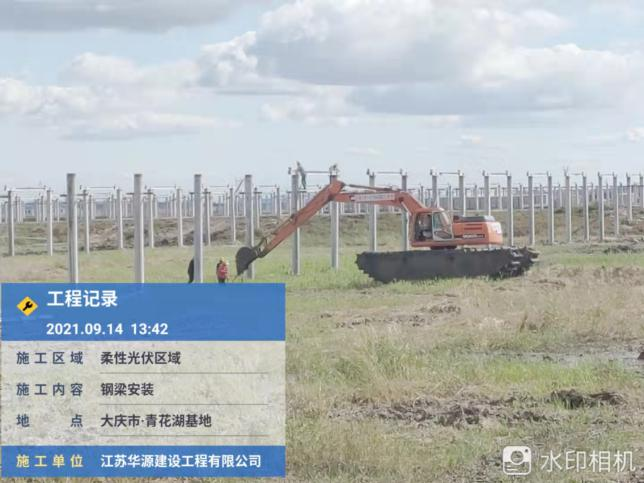 工程记录
2021.09.14 13:42
施工区域 柔性光伏区域
施工内容 钢梁安装
地点 大庆市·青花湖基地
施工单位 江苏华源建设工程有限公司
水印相机